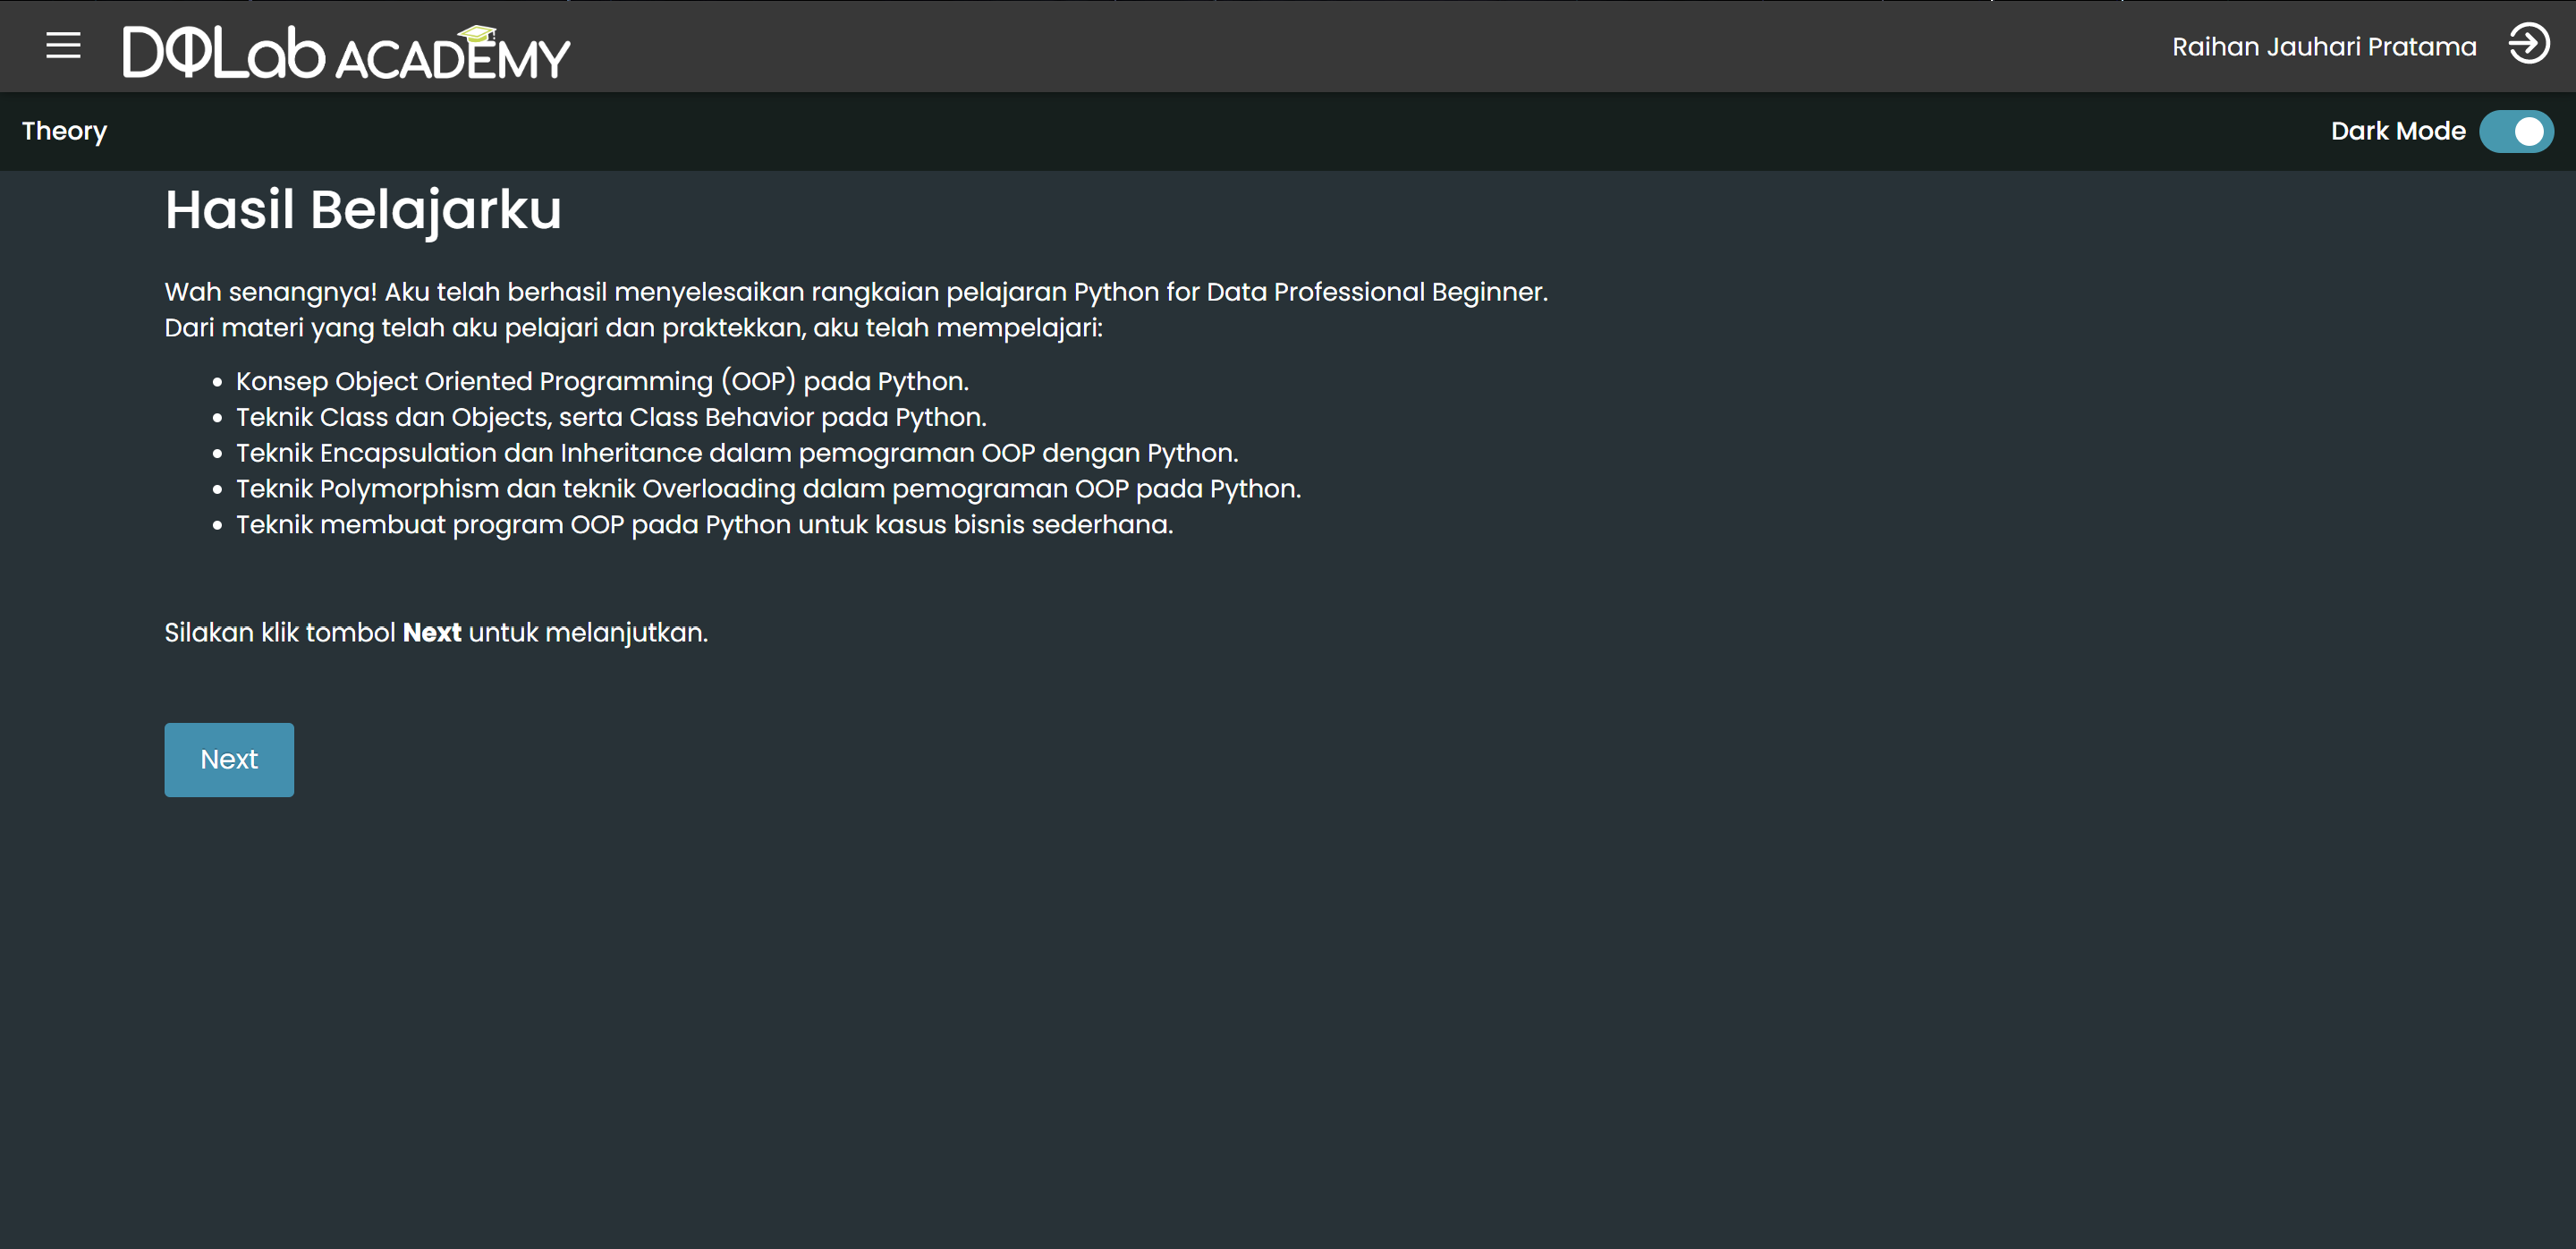 DQLab ACADEMY
Raihan Jauhari Pratama
Theory
Dark Mode
Hasil Belajarku
Wah senangnya! Aku telah berhasil menyelesaikan rangkaian pelajaran Python for Data Professional Beginner.
Dari materi yang telah aku pelajari dan praktekkan, aku telah mempelajari:
• Konsep Object Oriented Programming (OOP) pada Python.
• Teknik Class dan Objects, serta Class Behavior pada Python.
• Teknik Encapsulation dan Inheritance dalam pemograman OOP dengan Python.
• Teknik Polymorphism dan teknik Overloading dalam pemograman OOP pada Python.
• Teknik membuat program OOP pada Python untuk kasus bisnis sederhana.
Silakan klik tombol Next untuk melanjutkan.
Next